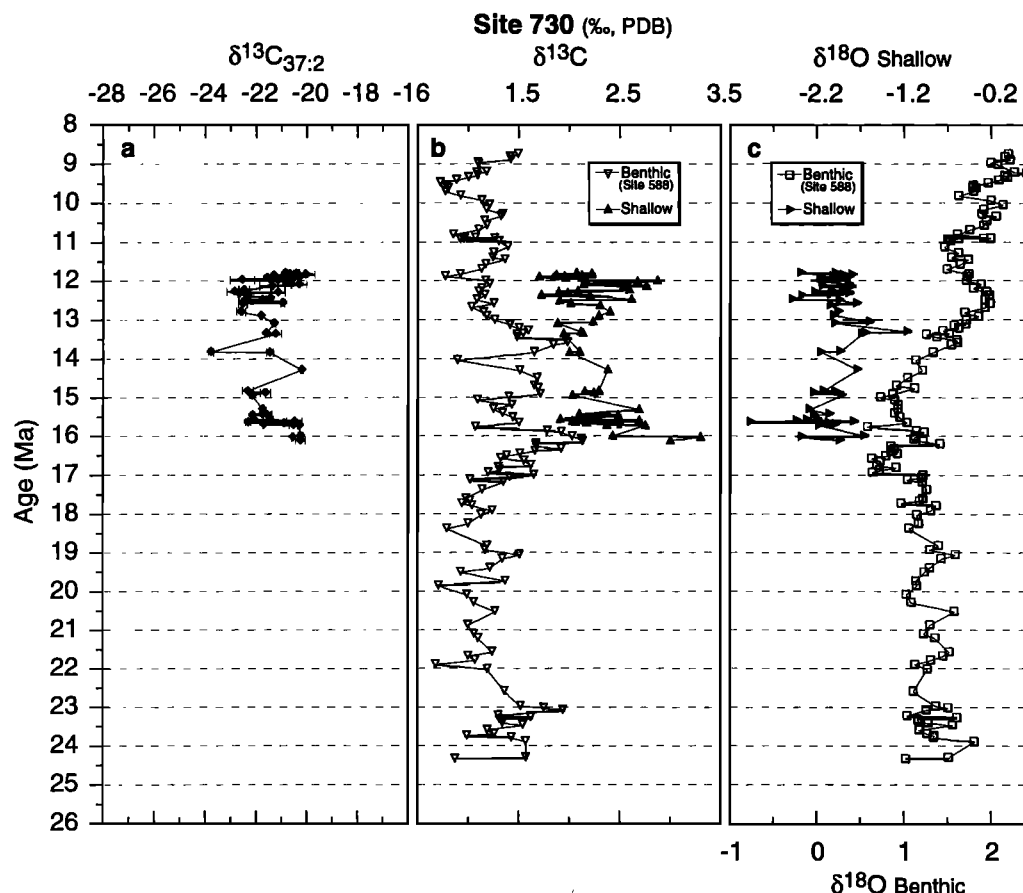 Site 730 (‰, PDB)
δ13C37:2 δ13C δ18O Shallow
-28 -24 -22 -20 -16 1.5 2.5 3.5 -2.2 -1.2 -0.2
a b c
Benthic
(Site 588)
Shallow
Benthic
(Site 588)
Shallow
8
9
10
11
12
13
14
15
16
17
18
19
20
21
22
23
24
25
26
Age (Ma)
-1 0 1 2
δ18O Benthic